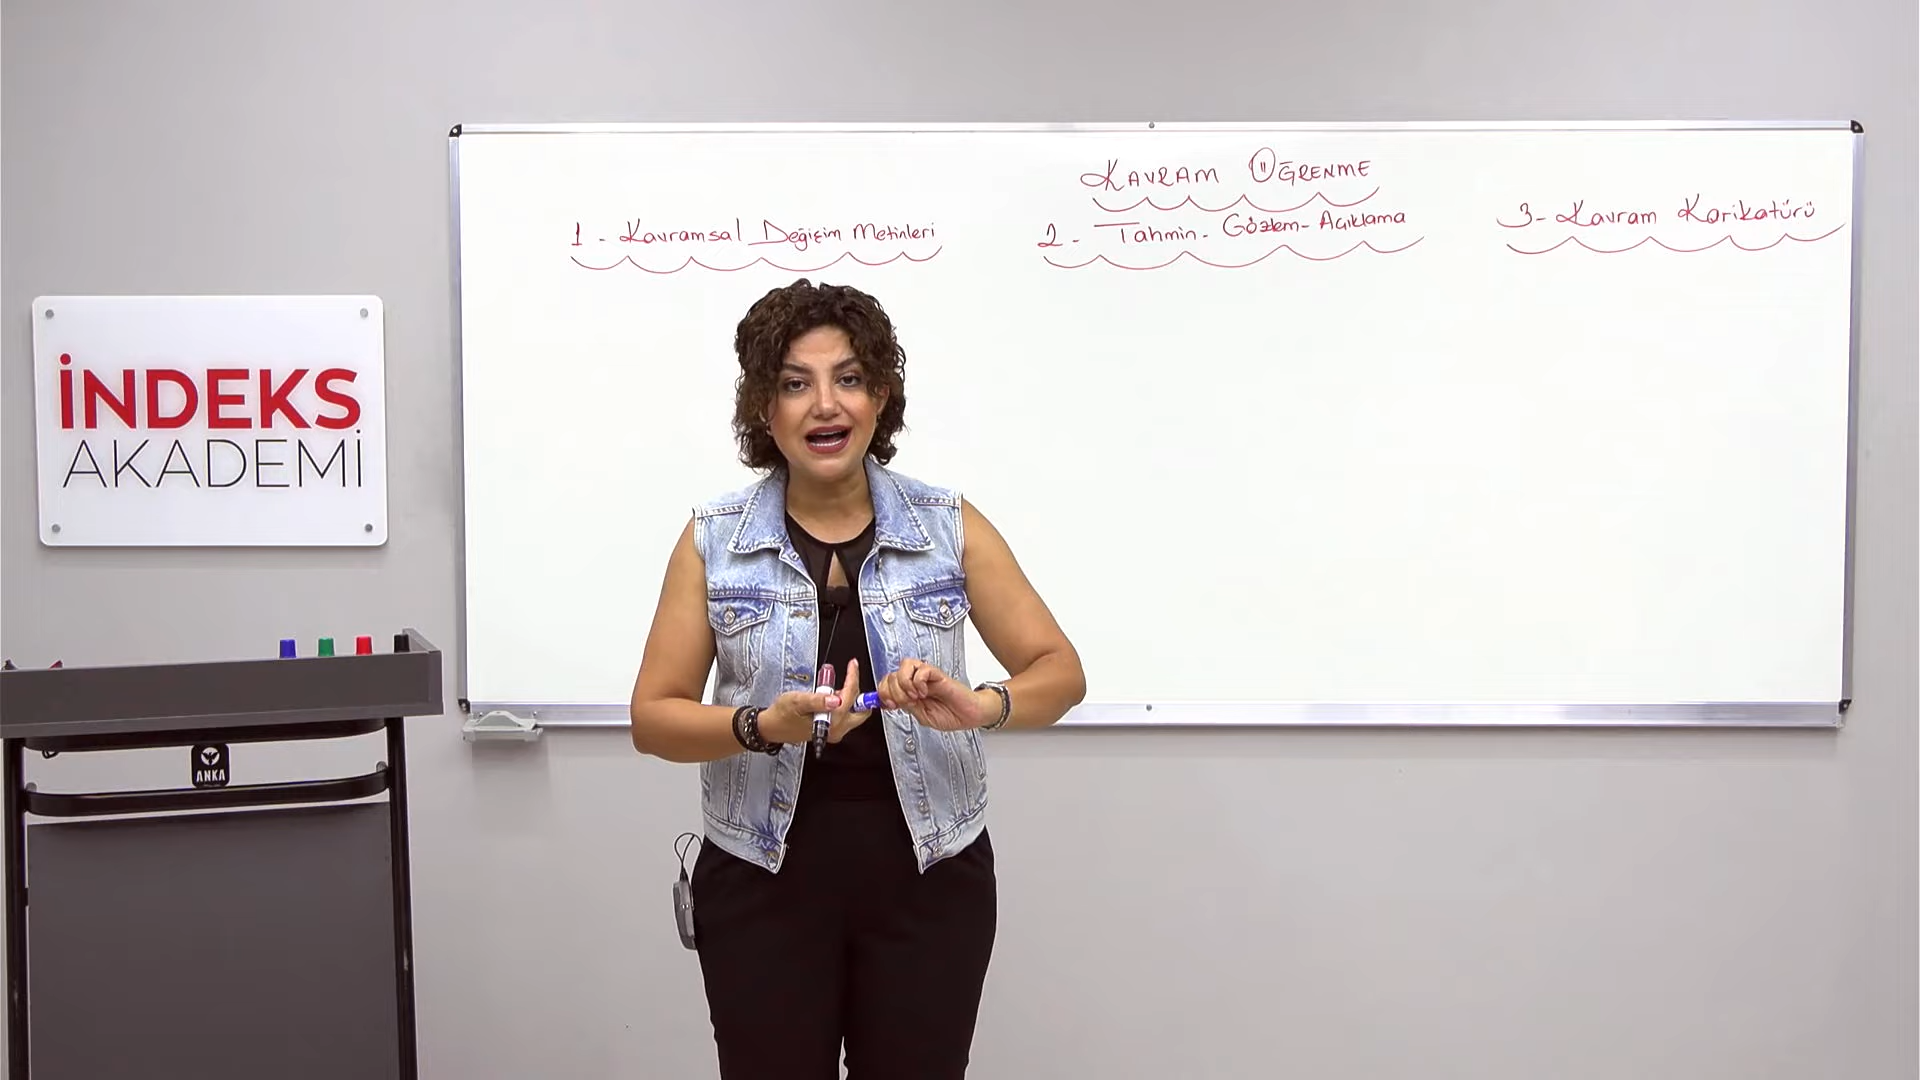 KAVRAM ÖĞRENME
1 - Kavramsal Değişim Metinleri
2 - Tahmin - Gözlem - Açıklama
3 - Kavram Karikatürü
İNDEKS
AKADEMİ
ANKA